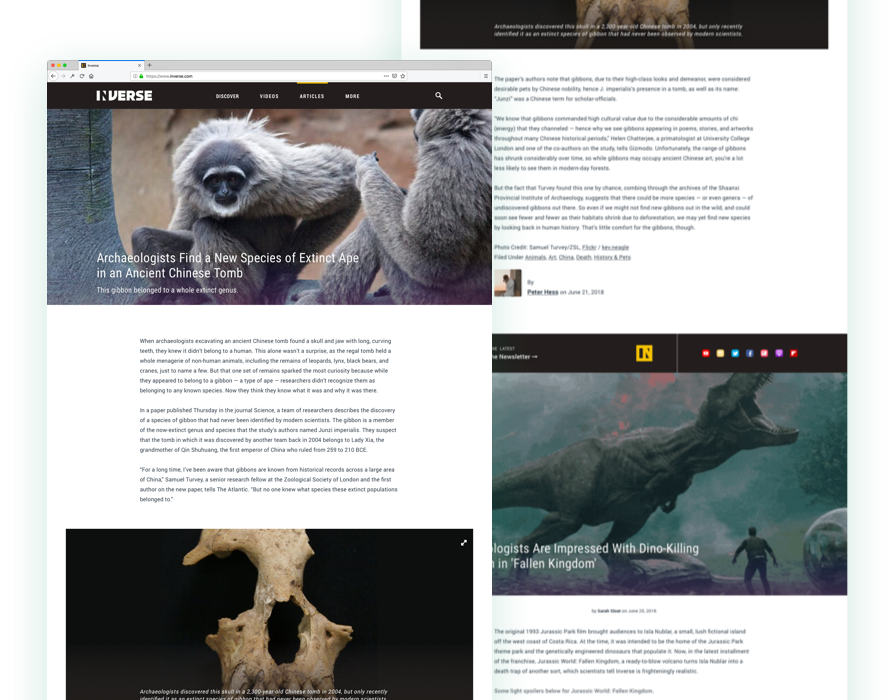 Inverse
https://www.inverse.com
INVERSE
DISCOVER
VIDEOS
ARTICLES
MORE
Archaeologists Find a New Species of Extinct Ape
in an Ancient Chinese Tomb
This gibbon belonged to a whole extinct genus.
When archaeologists excavating an ancient Chinese tomb found a skull and jaw with long, curving
teeth, they knew it didn't belong to a human. This alone wasn't a surprise, as the regal tomb held a
whole menagerie of non-human animals, including the remains of leopards, lynx, black bears, and
cranes, just to name a few. But that one set of remains sparked the most curiosity because while
they appeared to belong to a gibbon — a type of ape — researchers didn't recognize them as
belonging to any known species. Now they think they know what it was and why it was there.
In a paper published Thursday in the journal Science, a team of researchers describes the discovery
of a species of gibbon that had never been identified by modern scientists. The gibbon is a member
of the now-extinct genus and species that the study's authors named Junzi imperialis. They suspect
that the tomb in which it was discovered by another team back in 2004 belongs to Lady Xia, the
grandmother of Qin Shuhuang, the first emperor of China who ruled from 259 to 210 BCE.
"For a long time, I've been aware that gibbons are known from historical records across a large area
of China," Samuel Turvey, a senior research fellow at the Zoological Society of London and the first
author on the new paper, tells The Atlantic. "But no one knew what species these extinct populations
belonged to."
Archaeologists discovered this skull in a 2,300-year-old Chinese tomb in 2004, but only recently
identified it as an extinct species of gibbon that had never been observed by modern scientists.
Archaeologists discovered this skull in a 2,300-year-old Chinese tomb in 2004, but only recently
identified it as an extinct species of gibbon that had never been observed by modern scientists.
The paper's authors note that gibbons, due to their high-class looks and demeanor, were considered
desirable pets by Chinese nobility, hence J. imperialis's presence in a tomb, as well as its name:
"Junzi" was a Chinese term for scholar-officials.
"We know that gibbons commanded high cultural value due to the considerable amounts of chi
(energy) that they channeled — hence why we see gibbons appearing in poems, stories, and artworks
throughout many Chinese historical periods," Helen Chatterjee, a primatologist at University College
London and one of the co-authors on the study, tells Gizmodo. Unfortunately, the range of gibbons
has shrunk considerably over time, so while gibbons may occupy ancient Chinese art, you're a lot
less likely to see them in modern-day forests.
But the fact that Turvey found this one by chance, combing through the archives of the Shaanxi
Provincial Institute of Archaeology, suggests that there could be more species — or even genera — of
undiscovered gibbons out there. So even if we might not find new gibbons out in the wild, and could
soon see fewer and fewer as their habitats shrink due to deforestation, we may yet find new species
by looking back in human history. That's little comfort for the gibbons, though.
Photo Credit: Samuel Turvey/ZSL, Flickr / kev.neagle
Filed Under Animals, Art, China, Death, History & Pets
By
Peter Hess on June 21, 2018
HE LATEST
he Newsletter →
IN
ologists Are Impressed With Dino-Killing
n in 'Fallen Kingdom'
by Sarah Sloat on June 20, 2018
The original 1993 Jurassic Park film brought audiences to Isla Nublar, a small, lush fictional island
off the west coast of Costa Rica. At the time, it was intended to be the home of the Jurassic Park
theme park and the genetically engineered dinosaurs that populate it. Now, in the latest installment
of the franchise, Jurassic World: Fallen Kingdom, a ready-to-blow volcano turns Isla Nublar into a
death trap of another sort, which scientists tell Inverse is frighteningly realistic.
Some light spoilers below for Jurassic World: Fallen Kingdom.